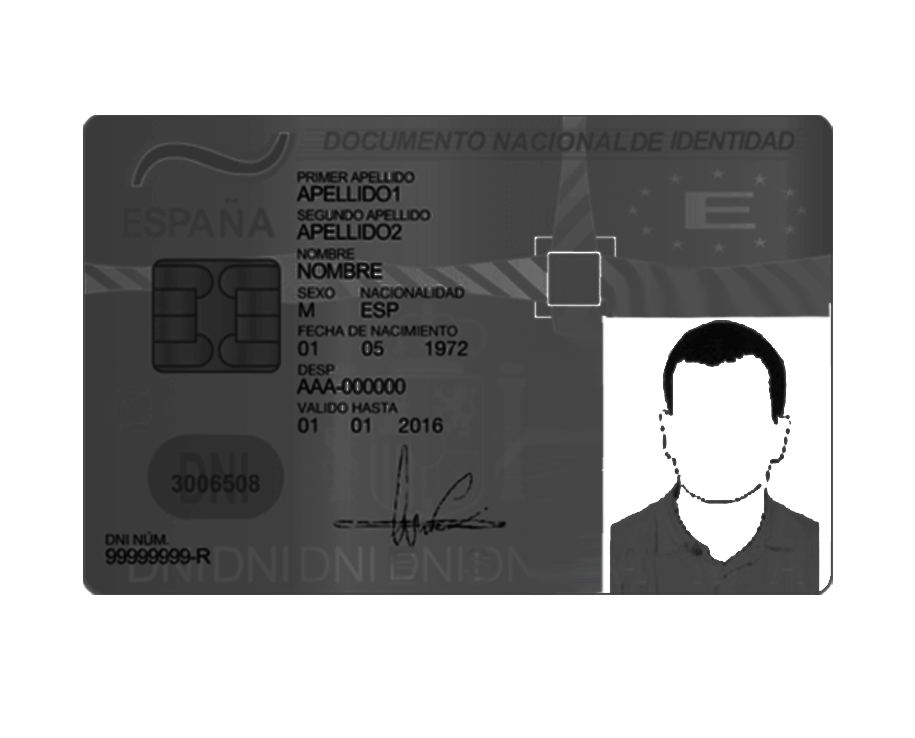 DOCUMENTO NACIONAL DE IDENTIDAD
ESPAÑA
PRIMER APELLIDO
APELLIDO1
SEGUNDO APELLIDO
APELLIDO2
NOMBRE
NOMBRE
SEXO NACIONALIDAD
M ESP
FECHA DE NACIMIENTO
01 05 1972
DESP
AAA-000000
VALIDO HASTA
01 01 2016
E
DNI
3006508
DNI NÚM.
99999999-R
DNI DNI DNI DNI DN